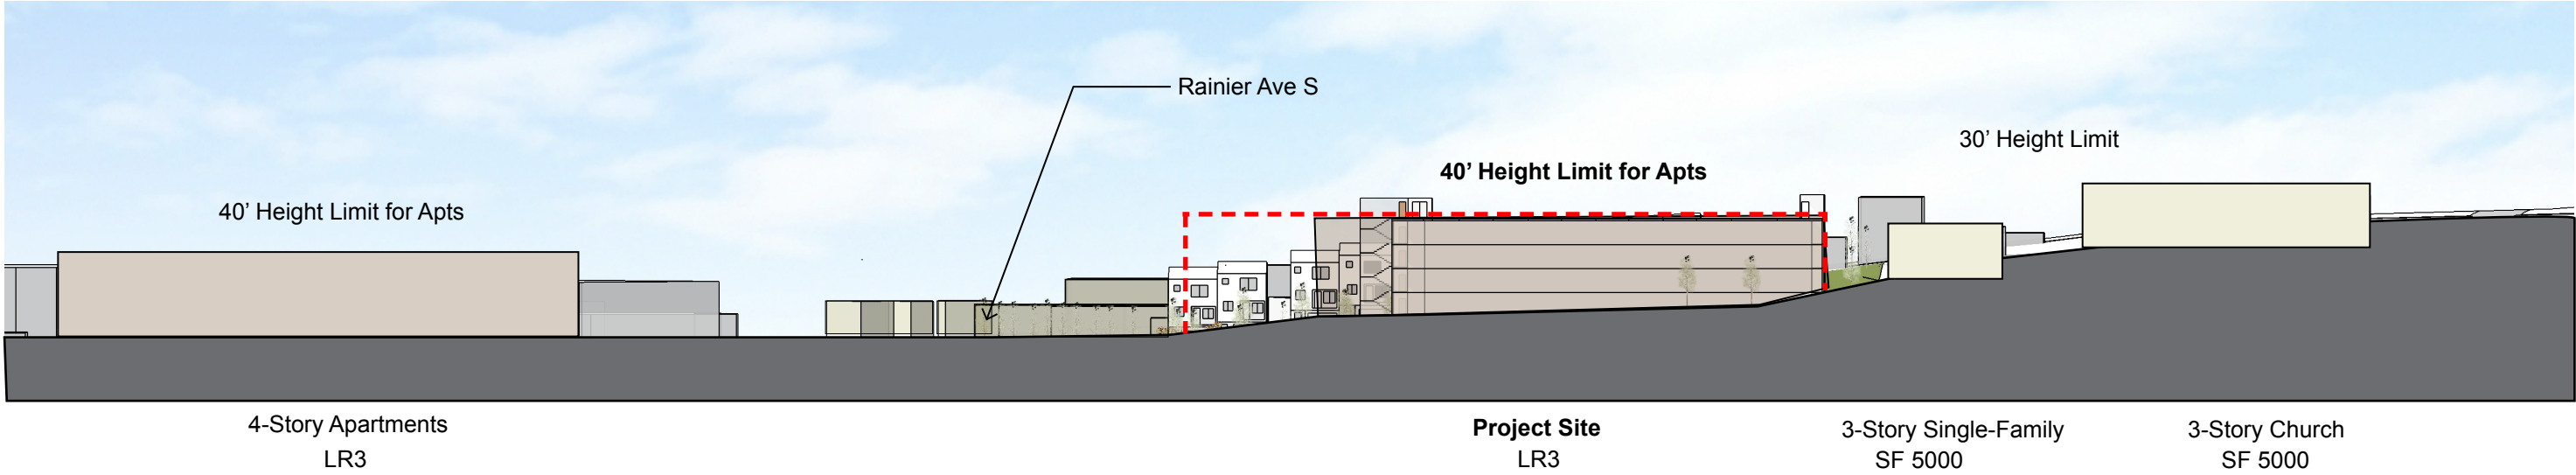 Rainier Ave S
30’ Height Limit
40’ Height Limit for Apts
40’ Height Limit for Apts
4-Story Apartments
LR3
Project Site
LR3
3-Story Single-Family
SF 5000
3-Story Church
SF 5000